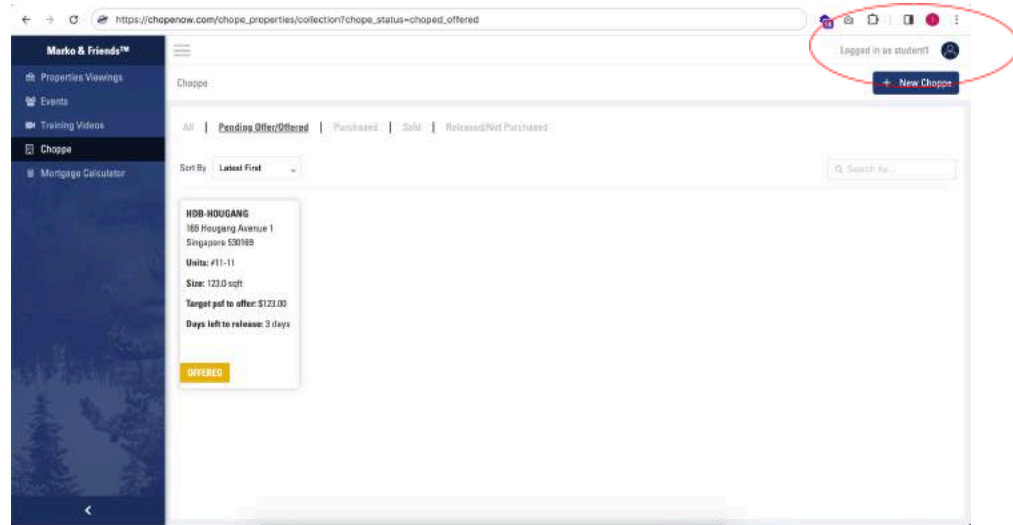 https://chopenow.com/chope_properties/collection?chope_status=choped_offered
Marko & Friends™
Logged in as student1
Properties Viewings
Events
Training Videos
Choppe
Mortgage Calculator
Choppe
+ New Choppe
All | Pending Offer/Offered | Purchased | Sold | Released/Not Purchased
Sort By Latest First
Search by...
HDB-HOUGANG
169 Hougang Avenue 1
Singapore 530169
Units: #11-11
Size: 123.0 sqft
Target psf to offer: $123.00
Days left to release: 3 days
OFFERED